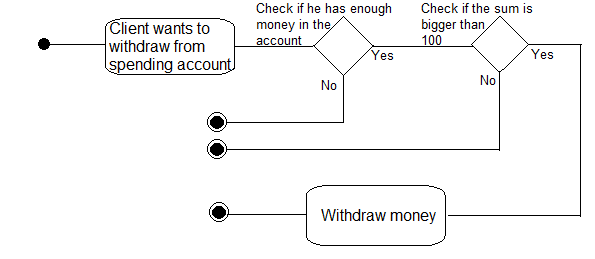 Client wants to
withdraw from
spending account
Check if he has enough
money in the
account
Yes
No
Check if the sum is
bigger than
100
Yes
No
Withdraw money